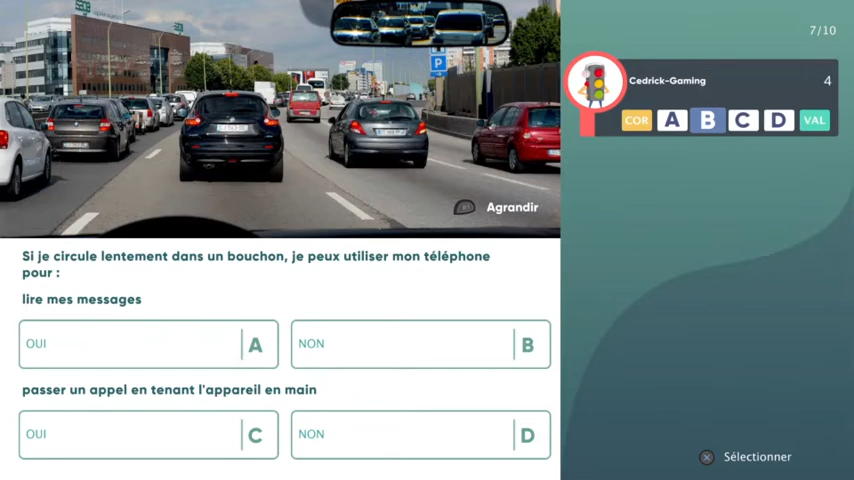 7/10
sage
P
Cedrick-Gaming
4
COR A B C D VAL
Agrandir
Si je circule lentement dans un bouchon, je peux utiliser mon téléphone
pour :
lire mes messages
OUI A
NON B
passer un appel en tenant l'appareil en main
OUI C
NON D
Sélectionner